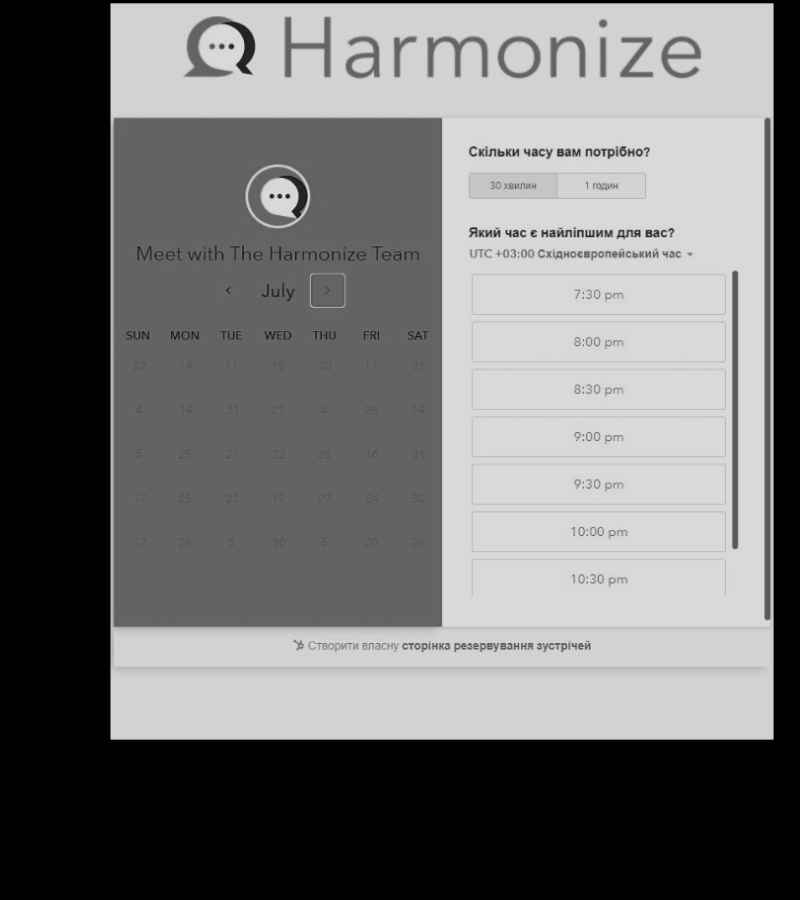 Harmonize
Meet with The Harmonize Team
July
SUN MON TUE WED THU FRI SAT
22 14 11 18 20 11 31
4 14 31 27 4 25 14
5 25 21 22 28 16 31
17 25 22 19 27 24 30
17 26 5 30 5 20 26
Скільки часу вам потрібно?
30 хвилин 1 годин
Який час є найліпшим для вас?
UTC +03:00 Східноєвропейський час
7:30 pm
8:00 pm
8:30 pm
9:00 pm
9:30 pm
10:00 pm
10:30 pm
Створити власну сторінка резервування зустрічей